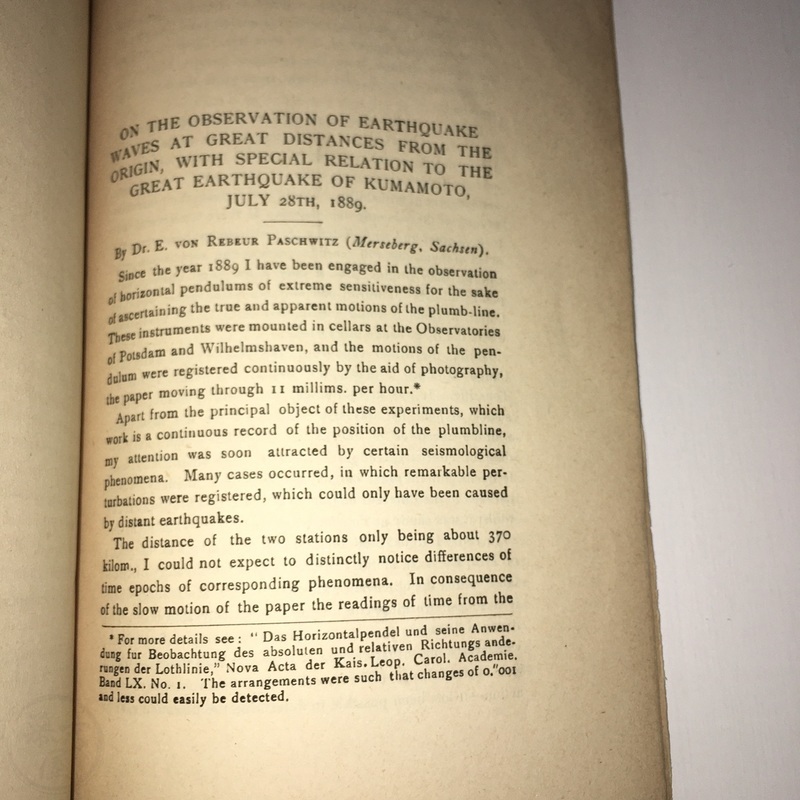 ON THE OBSERVATION OF EARTHQUAKE
WAVES AT GREAT DISTANCES FROM THE
ORIGIN, WITH SPECIAL RELATION TO THE
GREAT EARTHQUAKE OF KUMAMOTO,
JULY 28TH, 1889.
By Dr. E. von Rebeur Paschwitz (Merseberg, Sachsen).
Since the year 1889 I have been engaged in the observation
of horizontal pendulums of extreme sensitiveness for the sake
of ascertaining the true and apparent motions of the plumb-line.
These instruments were mounted in cellars at the Observatories
of Potsdam and Wilhelmshaven, and the motions of the pen-
dulum were registered continuously by the aid of photography,
the paper moving through 11 millims. per hour.*
Apart from the principal object of these experiments, which
work is a continuous record of the position of the plumbline,
my attention was soon attracted by certain seismological
phenomena. Many cases occurred, in which remarkable per-
turbations were registered, which could only have been caused
by distant earthquakes.
The distance of the two stations only being about 370
kilom., I could not expect to distinctly notice differences of
time epochs of corresponding phenomena. In consequence
of the slow motion of the paper the readings of time from the
* For more details see: "Das Horizontalpendel und seine Anwen-
dung fur Beobachtung des absoluten und relativen Richtungs ande-
rungen der Lothlinie," Nova Acta der Kais. Leop. Carol. Academie.
Band LX. No. 1. The arrangements were such that changes of 0."001
and less could easily be detected.